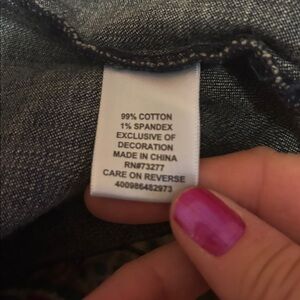 99% COTTON
1% SPANDEX
EXCLUSIVE OF
DECORATION
MADE IN CHINA
RN#73277
CARE ON REVERSE
400986482973